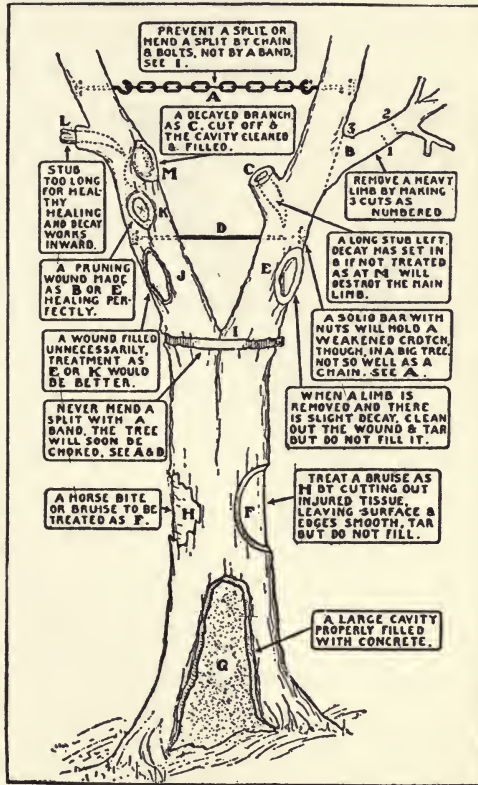 PREVENT A SPLIT OR
MEND A SPLIT BY CHAIN
& BOLTS, NOT BY A BAND,
SEE I.
A
L
A DECAYED BRANCH,
AS C. CUT OFF &
THE CAVITY CLEANED
& FILLED.
M
3
2
B
1
C
STUB
TOO LONG
FOR HEAL-
THY
HEALING
AND DECAY
WORKS
INWARD.
K
REMOVE A HEAVY
LIMB BY MAKING
3 CUTS AS
NUMBERED
D
A LONG STUB LEFT.
DECAY HAS SET IN
& IF NOT TREATED
AS AT M WILL
DESTROY THE MAIN
LIMB.
A PRUNING
WOUND MADE
AS B OR E
HEALING PER-
FECTLY.
J
E
I
A SOLID BAR WITH
NUTS WILL HOLD A
WEAKENED CROTCH,
THOUGH, IN A BIG TREE,
NOT SO WELL AS A
CHAIN. SEE A.
A WOUND FILLED
UNNECESSARILY,
TREATMENT AS
E OR K WOULD
BE BETTER.
WHEN A LIMB IS
REMOVED AND THERE
IS SLIGHT DECAY, CLEAN
OUT THE WOUND & TAR
BUT DO NOT FILL IT.
NEVER MEND A
SPLIT WITH A
BAND. THE TREE
WILL SOON BE
CHOKED, SEE A & D
A HORSE BITE
OR BRUISE TO BE
TREATED AS F.
H
F
TREAT A BRUISE AS
H BY CUTTING OUT
INJURED TISSUE,
LEAVING SURFACE &
EDGES SMOOTH, TAR
BUT DO NOT FILL.
A LARGE CAVITY
PROPERLY FILLED
WITH CONCRETE.
G